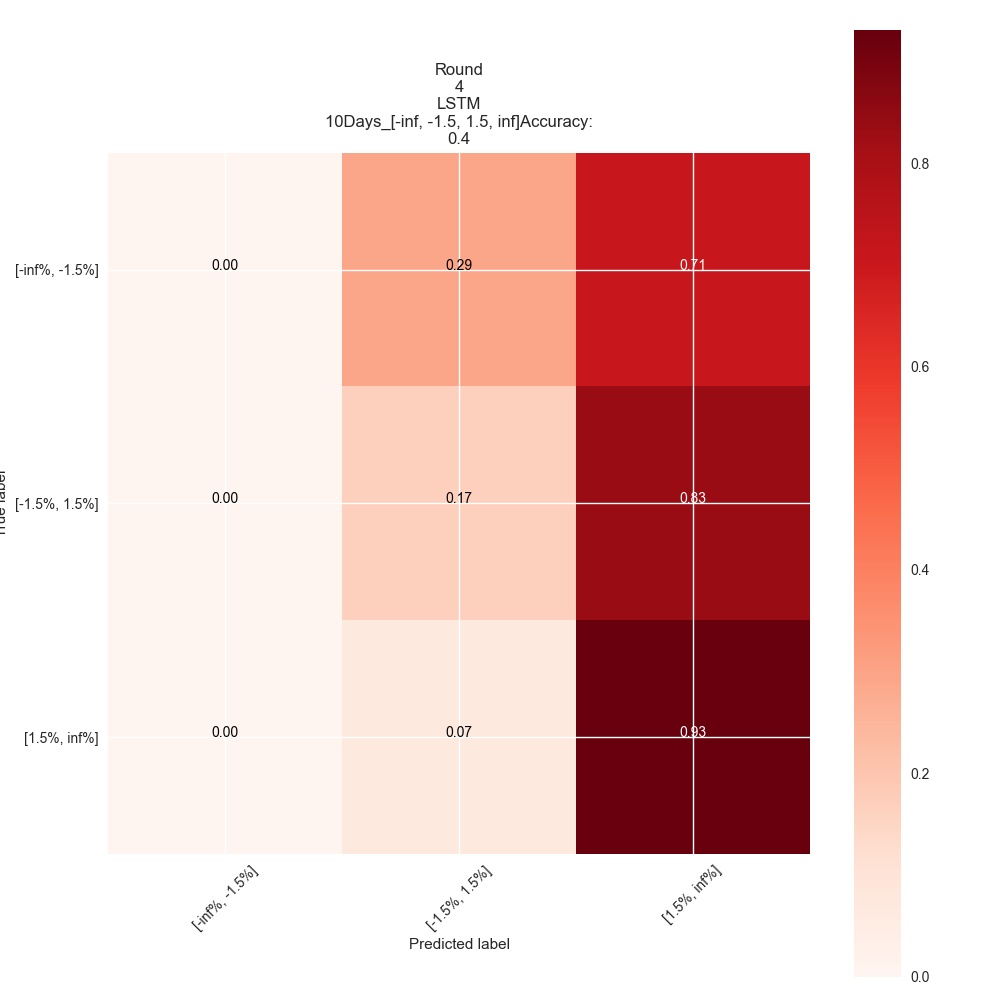 Round
4
LSTM
10Days_[-inf, -1.5, 1.5, inf]Accuracy:
0.4
[-inf%, -1.5%]
[-1.5%, 1.5%]
[1.5%, inf%]
True label
0.00
0.29
0.71
0.00
0.17
0.83
0.00
0.07
0.93
[-inf%, -1.5%]
[-1.5%, 1.5%]
[1.5%, inf%]
Predicted label
0.8
0.6
0.4
0.2
0.0